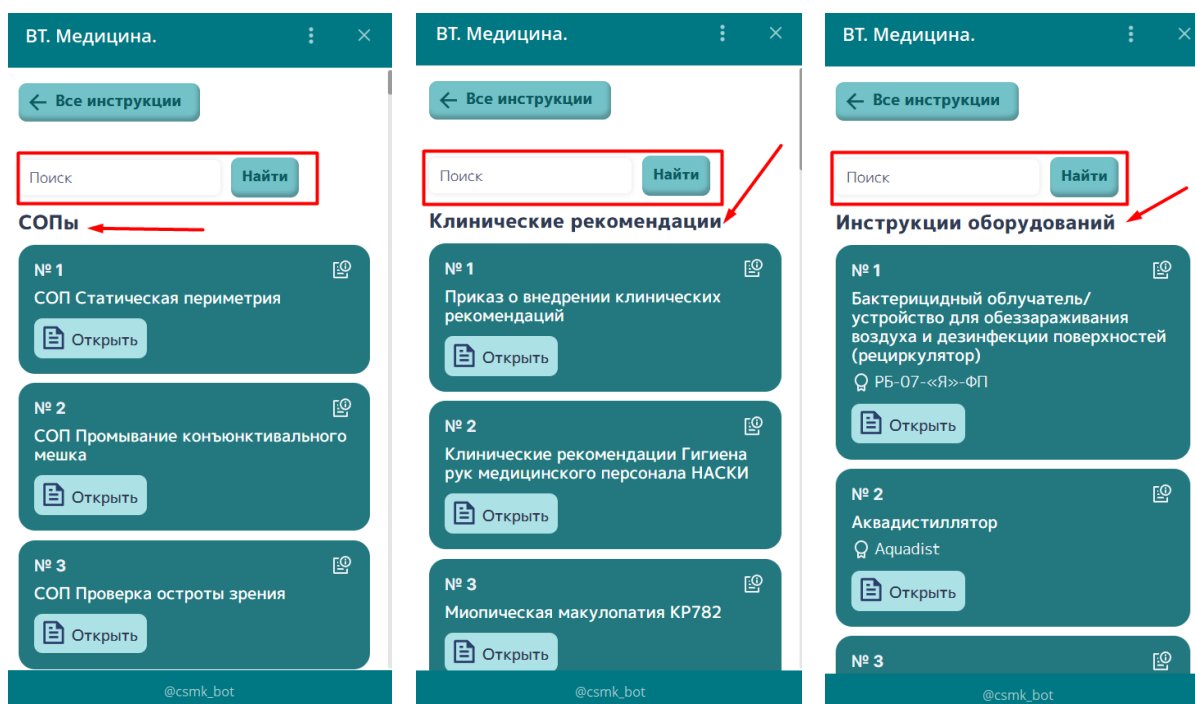 ВТ. Медицина.
← Все инструкции
Поиск
Найти
СОПы
№ 1
СОП Статическая периметрия
Открыть
№ 2
СОП Промывание конъюнктивального
мешка
Открыть
№ 3
СОП Проверка остроты зрения
Открыть
@csmk_bot
ВТ. Медицина.
← Все инструкции
Поиск
Найти
Клинические рекомендации
№ 1
Приказ о внедрении клинических
рекомендаций
Открыть
№ 2
Клинические рекомендации Гигиена
рук медицинского персонала НАСКИ
Открыть
№ 3
Миопическая макулопатия КР782
Открыть
@csmk_bot
ВТ. Медицина.
← Все инструкции
Поиск
Найти
Инструкции оборудований
№ 1
Бактерицидный облучатель/
устройство для обеззараживания
воздуха и дезинфекции поверхностей
(рециркулятор)
РБ-07-«Я»-ФП
Открыть
№ 2
Аквадистиллятор
Aquadist
Открыть
№ 3
@csmk_bot